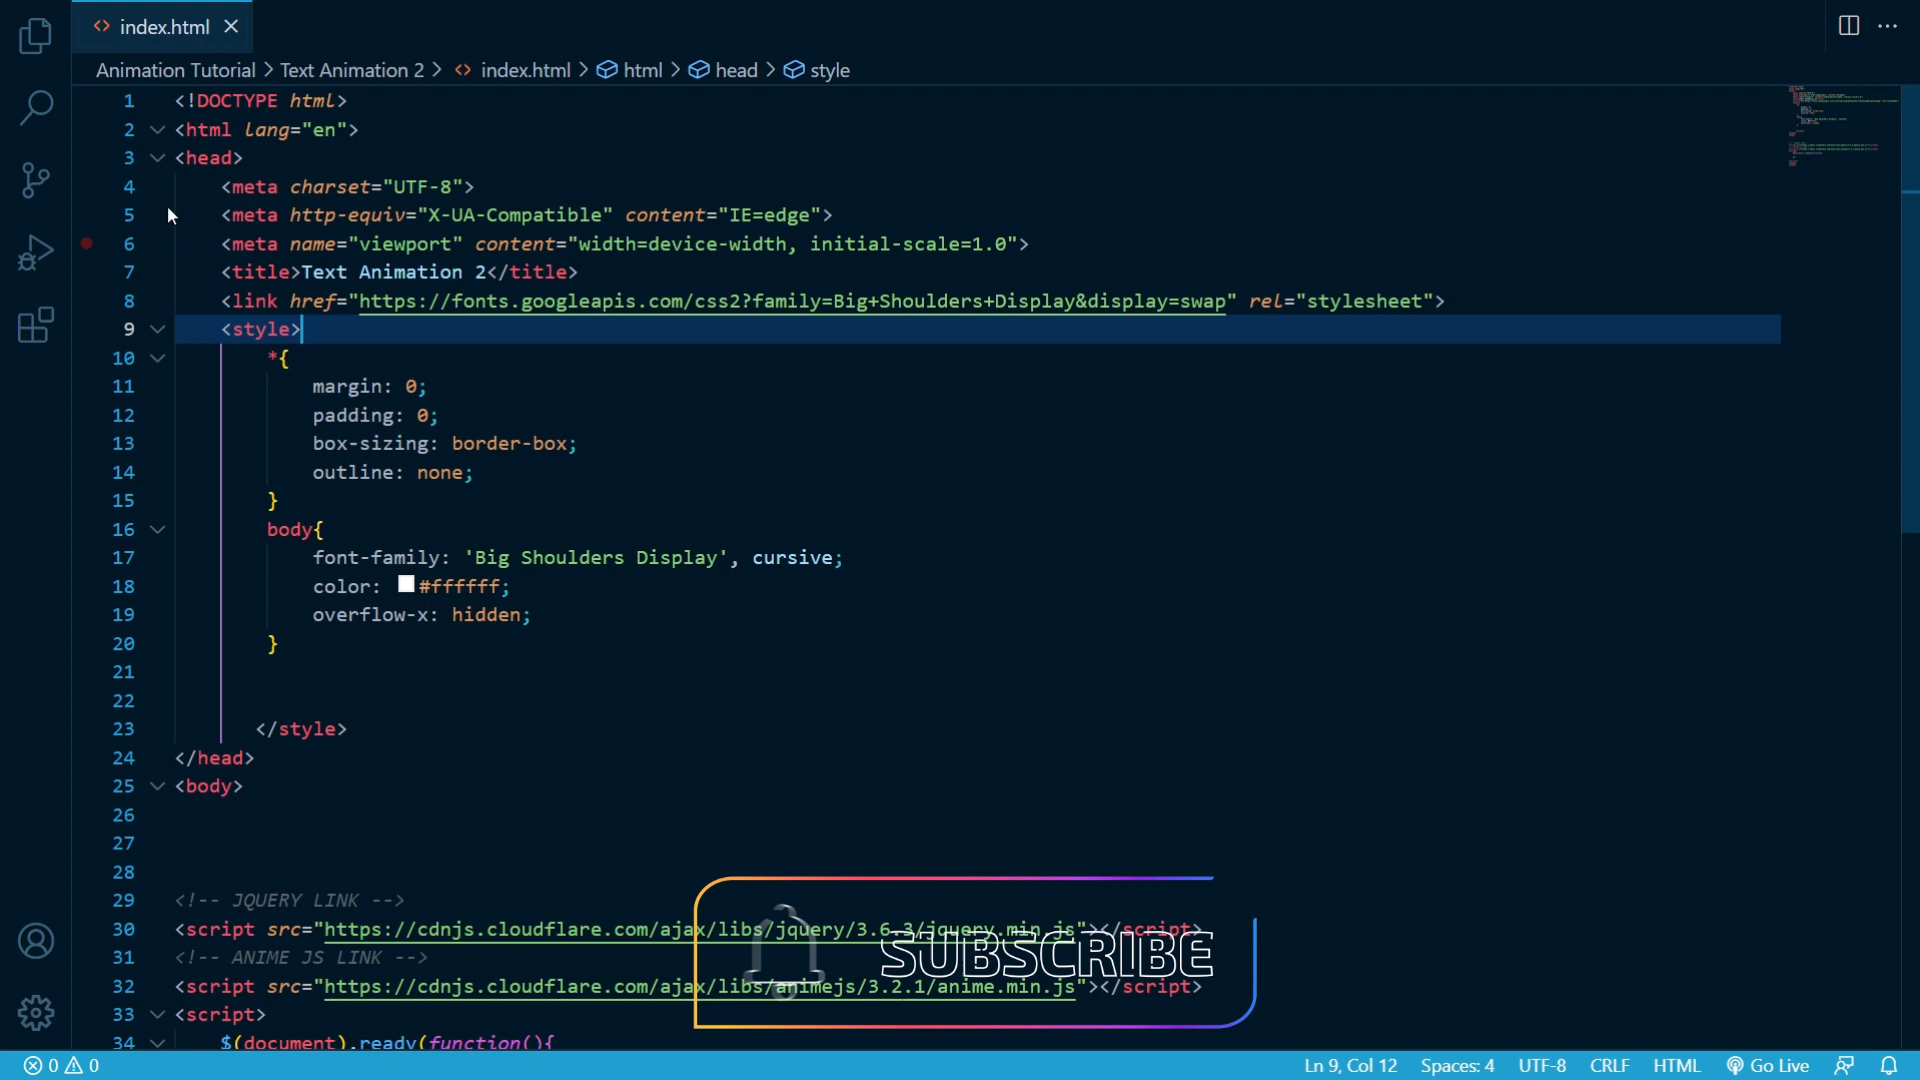 index.html
Animation Tutorial > Text Animation 2 > index.html > html > head > style
1 <!DOCTYPE html>
2 <html lang="en">
3 <head>
4 <meta charset="UTF-8">
5 <meta http-equiv="X-UA-Compatible" content="IE=edge">
6 <meta name="viewport" content="width=device-width, initial-scale=1.0">
7 <title>Text Animation 2</title>
8 <link href="https://fonts.googleapis.com/css2?family=Big+Shoulders+Display&display=swap" rel="stylesheet">
9 <style>
10 *{
11 margin: 0;
12 padding: 0;
13 box-sizing: border-box;
14 outline: none;
15 }
16 body{
17 font-family: 'Big Shoulders Display', cursive;
18 color: #ffffff;
19 overflow-x: hidden;
20 }
21
22
23 </style>
24 </head>
25 <body>
26
27
28
29 <!-- JQUERY LINK -->
30 <script src="https://cdnjs.cloudflare.com/ajax/libs/jquery/3.6.3/jquery.min.js"></script>
31 <!-- ANIME JS LINK -->
SUBSCRIBE
32 <script src="https://cdnjs.cloudflare.com/ajax/libs/animejs/3.2.1/anime.min.js"></script>
33 <script>
34 $(document).ready(function(){
0 0 Ln 9, Col 12 Spaces: 4 UTF-8 CRLF HTML Go Live